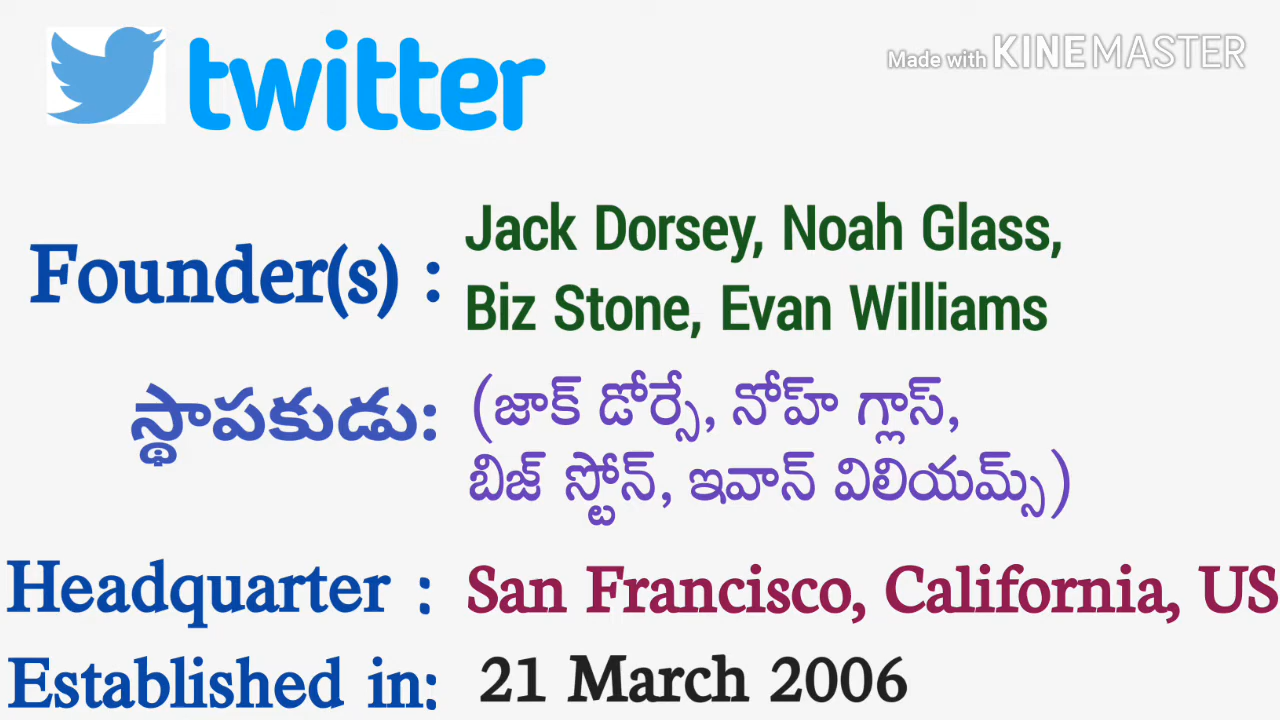 twitter
Made with KINEMASTER
Founder(s) : Jack Dorsey, Noah Glass,
Biz Stone, Evan Williams
స్థాపకుడు: (జాక్ డోర్సే, నోహ్ గ్లాస్,
బిజ్ స్టోన్, ఇవాన్ విలియమ్స్)
Headquarter : San Francisco, California, US
Established in: 21 March 2006